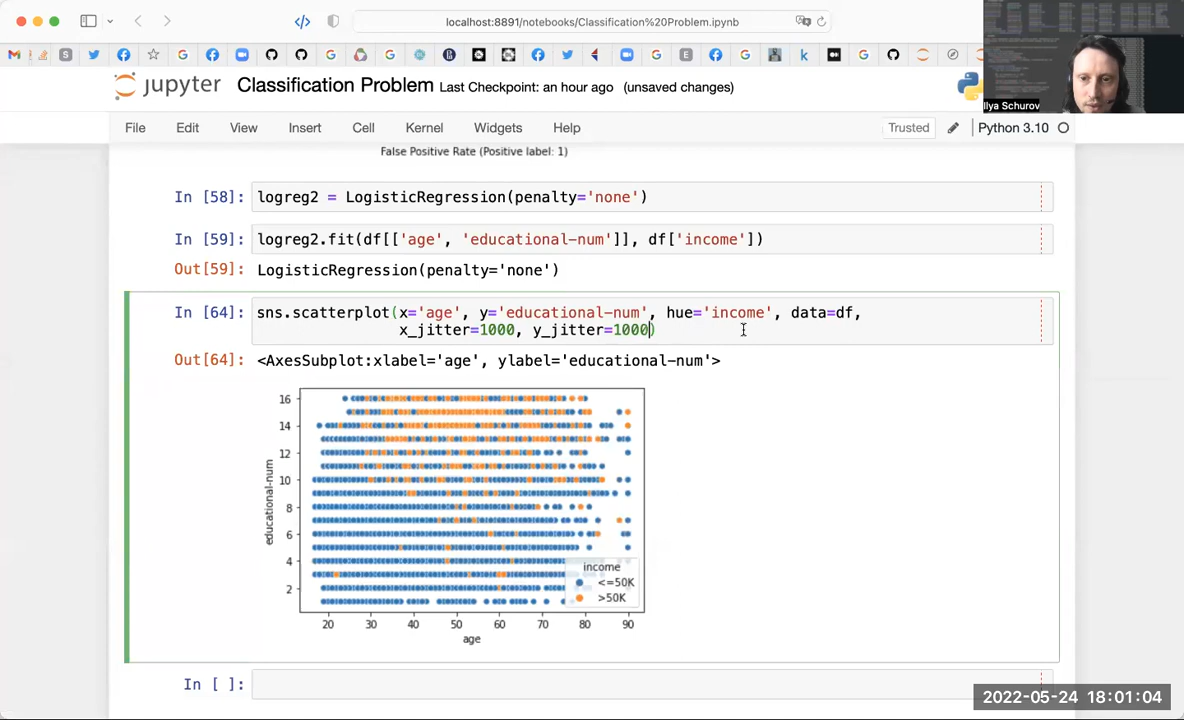 localhost:8891/notebooks/Classification%20Problem.ipynb
jupyter Classification Problem Last Checkpoint: an hour ago (unsaved changes)
Ilya Schurov
File Edit View Insert Cell Kernel Widgets Help Trusted Python 3.10
False Positive Rate (Positive label: 1)
In [58]: logreg2 = LogisticRegression(penalty='none')
In [59]: logreg2.fit(df[['age', 'educational-num']], df['income'])
Out[59]: LogisticRegression(penalty='none')
In [64]: sns.scatterplot(x='age', y='educational-num', hue='income', data=df,
x_jitter=1000, y_jitter=1000)
Out[64]: <AxesSubplot:xlabel='age', ylabel='educational-num'>
16
14
12
10
8
6
4
2
educational-num
income
<=50K
>50K
20 30 40 50 60 70 80 90
age
In [ ]:
2022-05-24 18:01:04